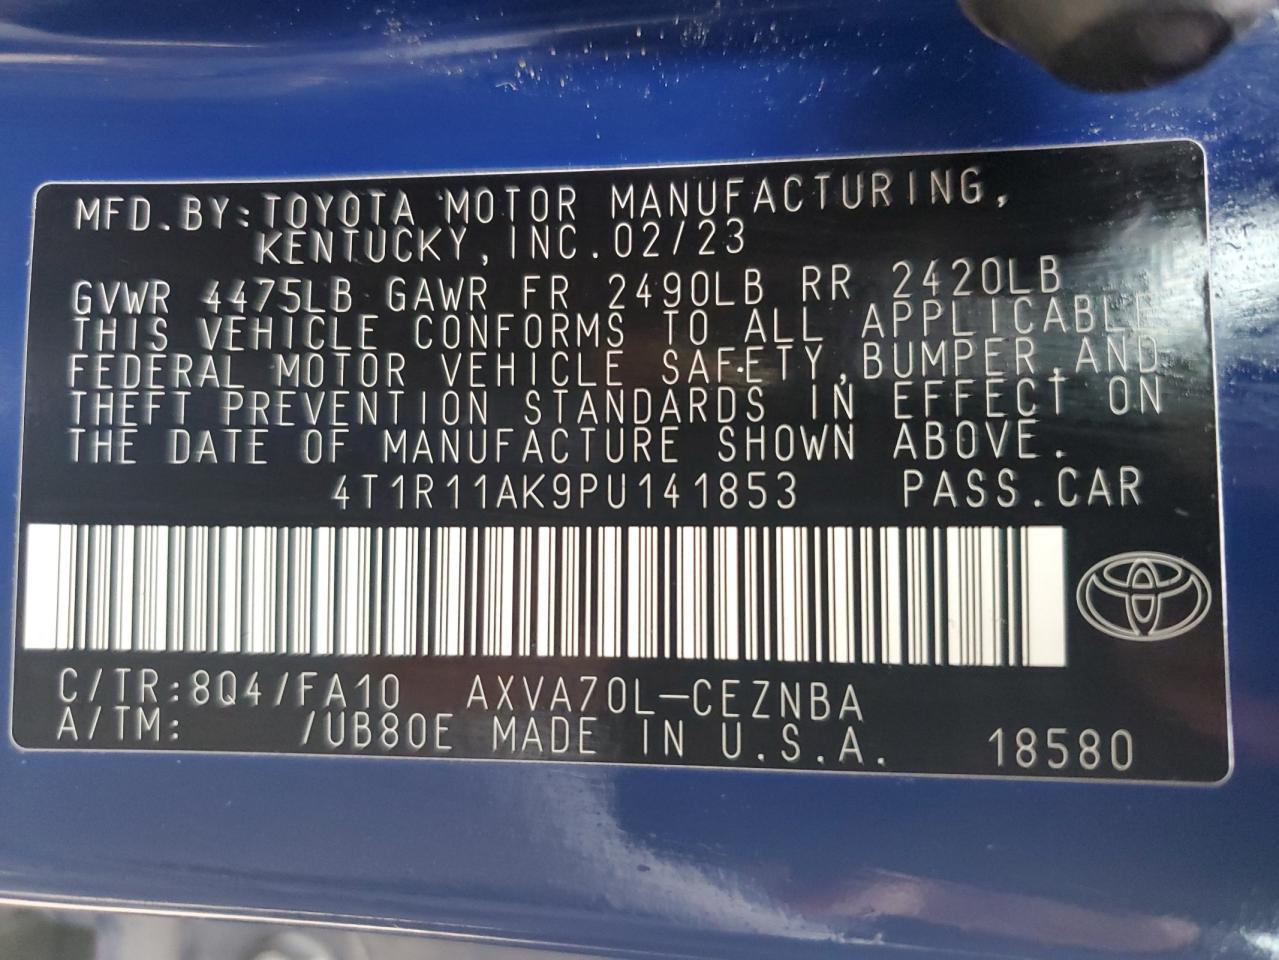 MFD. BY: TOYOTA MOTOR MANUFACTURING,
KENTUCKY, INC. 02/23
GVWR 4475LB GAWR FR 2490LB RR 2420LB
THIS VEHICLE CONFORMS TO ALL APPLICABLE
FEDERAL MOTOR VEHICLE SAFETY, BUMPER, AND
THEFT PREVENTION STANDARDS IN EFFECT ON
THE DATE OF MANUFACTURE SHOWN ABOVE.
4T1R11AK9PU141853 PASS. CAR
C/TR: 8Q4/FA10 AXVA70L-CEZNBA
A/TM: /UB80E MADE IN U.S.A. 18580